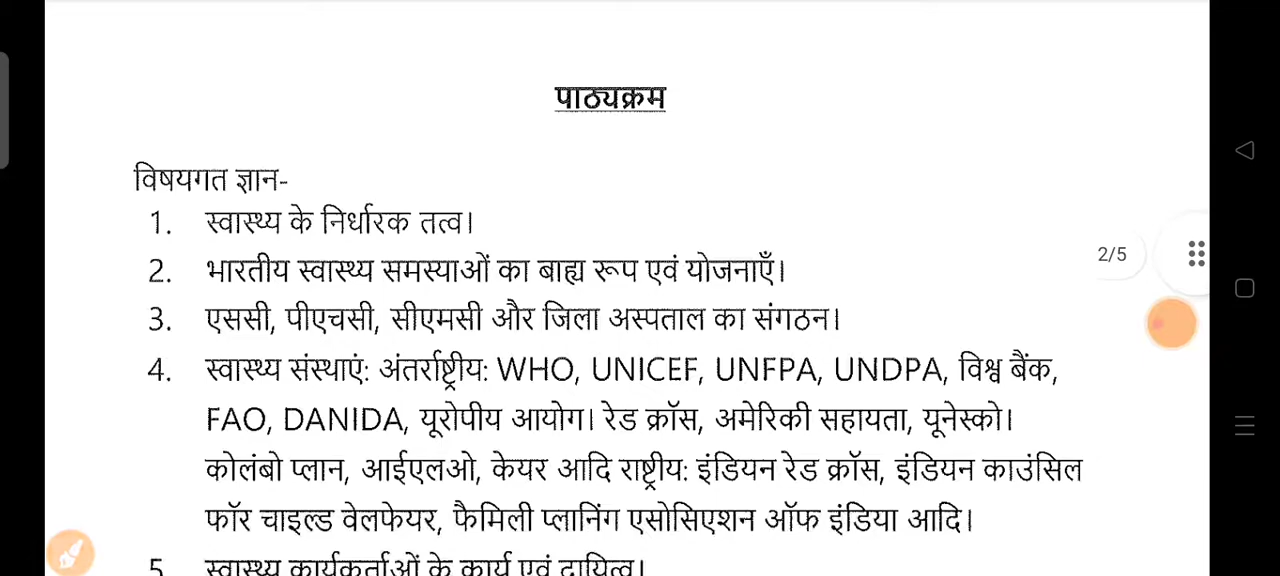 पाठ्यक्रम
विषयगत ज्ञान-
1. स्वास्थ्य के निर्धारक तत्व।
2. भारतीय स्वास्थ्य समस्याओं का बाह्य रूप एवं योजनाएँ।
2/5
3. एससी, पीएचसी, सीएमसी और जिला अस्पताल का संगठन।
4. स्वास्थ्य संस्थाएं: अंतर्राष्ट्रीय: WHO, UNICEF, UNFPA, UNDPA, विश्व बैंक,
FAO, DANIDA, यूरोपीय आयोग। रेड क्रॉस, अमेरिकी सहायता, यूनेस्को।
कोलंबो प्लान, आईएलओ, केयर आदि राष्ट्रीय: इंडियन रेड क्रॉस, इंडियन काउंसिल
फॉर चाइल्ड वेलफेयर, फैमिली प्लानिंग एसोसिएशन ऑफ इंडिया आदि।
5. स्वास्थ्य कार्यकर्ताओं के कार्य एवं दायित्व।